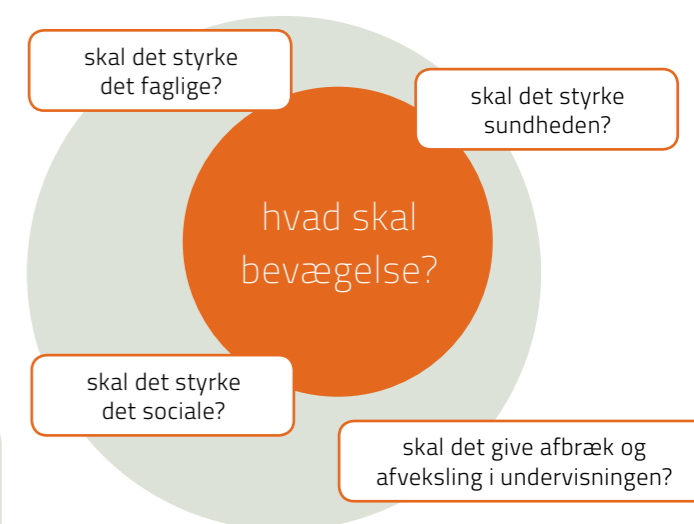 skal det styrke
det faglige?
skal det styrke
sundheden?
hvad skal
bevægelse?
skal det styrke
det sociale?
skal det give afbræk og
afveksling i undervisningen?